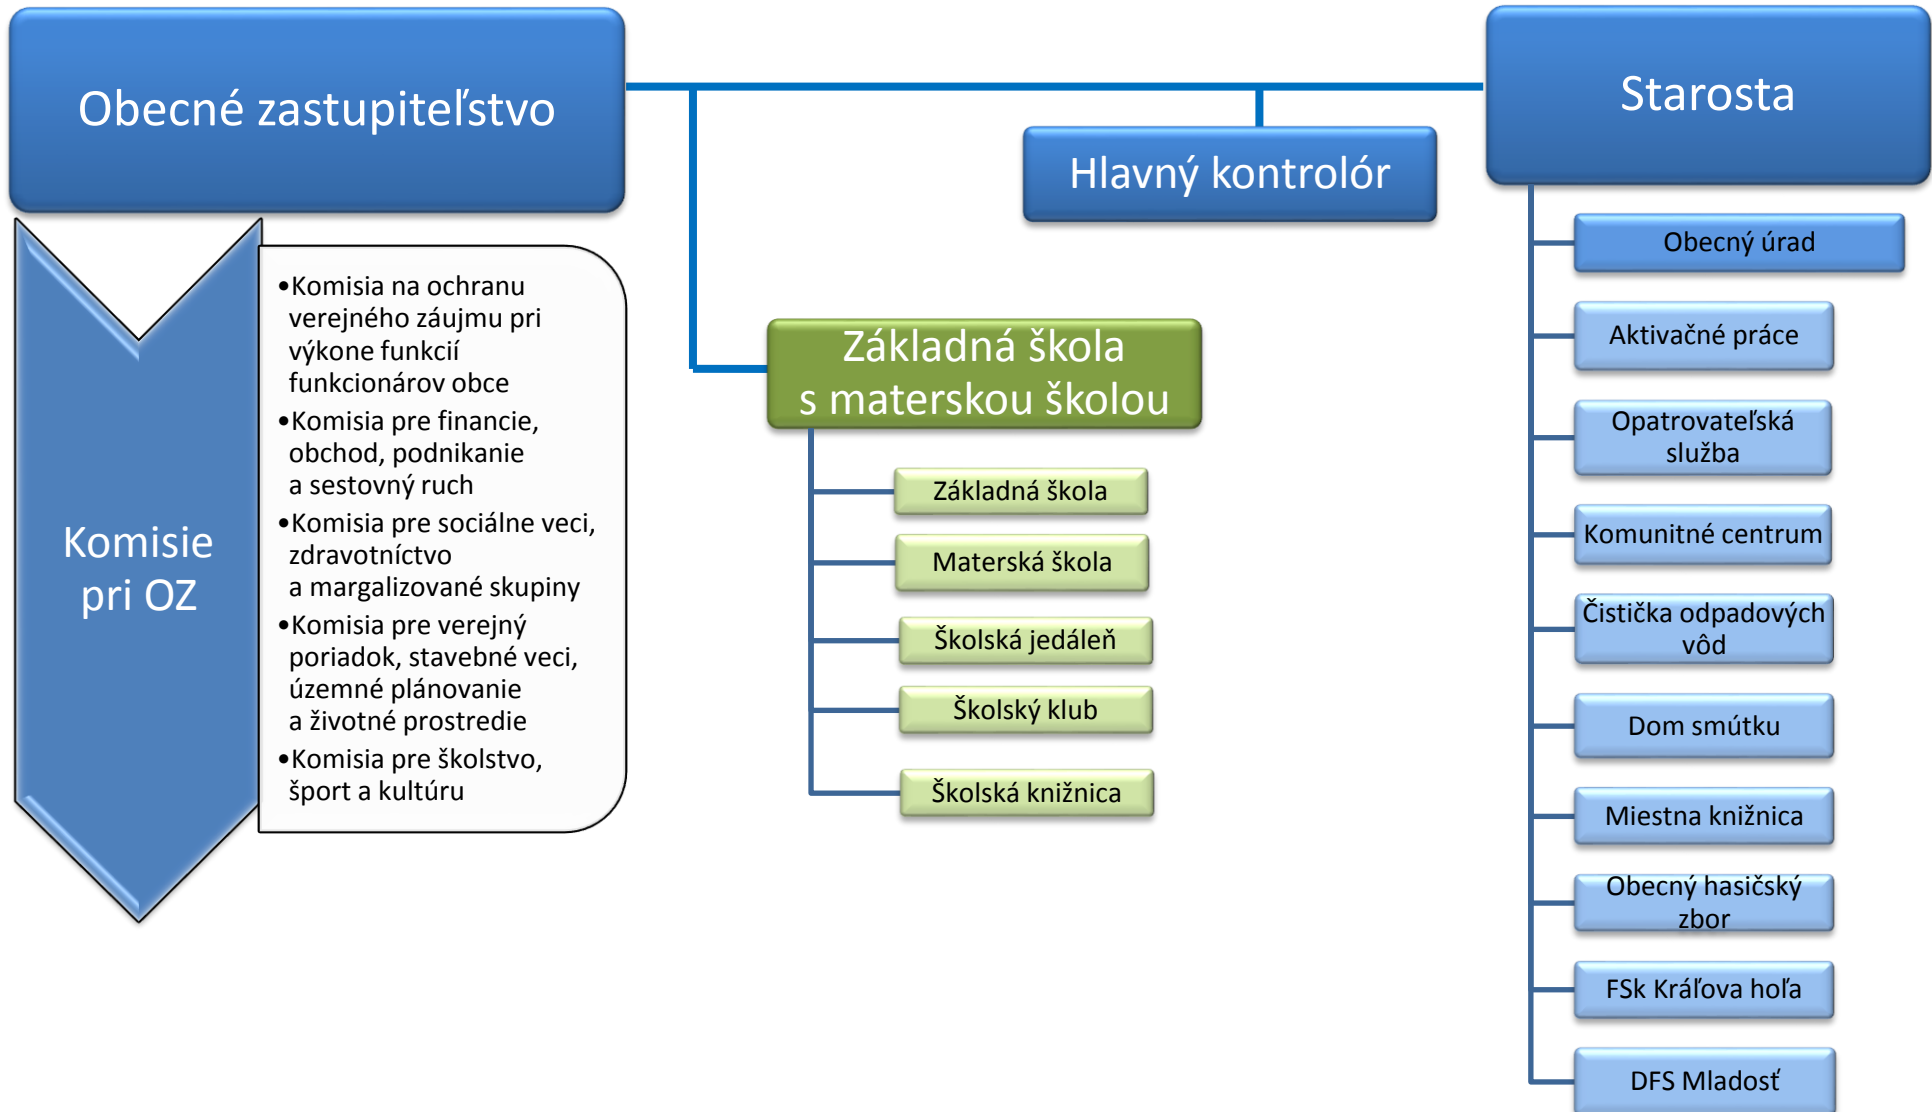 Obecné zastupiteľstvo
Starosta
Hlavný kontrolór
Komisie
pri OZ
•Komisia na ochranu
verejného záujmu pri
výkone funkcií
funkcionárov obce
•Komisia pre financie,
obchod, podnikanie
a sestovný ruch
•Komisia pre sociálne veci,
zdravotníctvo
a margalizované skupiny
•Komisia pre verejný
poriadok, stavebné veci,
územné plánovanie
a životné prostredie
•Komisia pre školstvo,
šport a kultúru
Základná škola
s materskou školou
Základná škola
Materská škola
Školská jedáleň
Školský klub
Školská knižnica
Obecný úrad
Aktivačné práce
Opatrovateľská
služba
Komunitné centrum
Čistička odpadových
vôd
Dom smútku
Miestna knižnica
Obecný hasičský
zbor
FSk Kráľova hoľa
DFS Mladosť